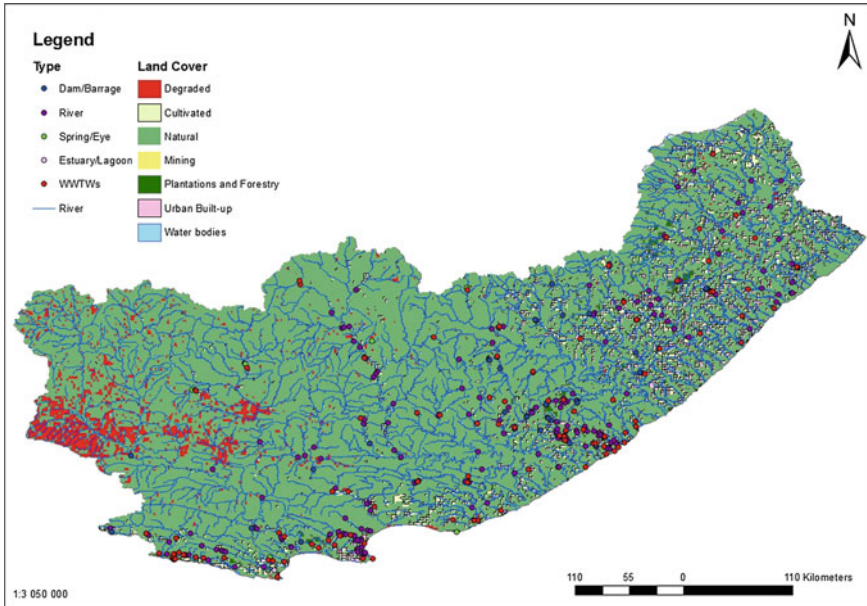 N
Legend
Type
Dam/Barrage
River
Spring/Eye
Estuary/Lagoon
WWTWs
River
Land Cover
Degraded
Cultivated
Natural
Mining
Plantations and Forestry
Urban Built-up
Water bodies
1:3 050 000
110 55 0 110 Kilometers